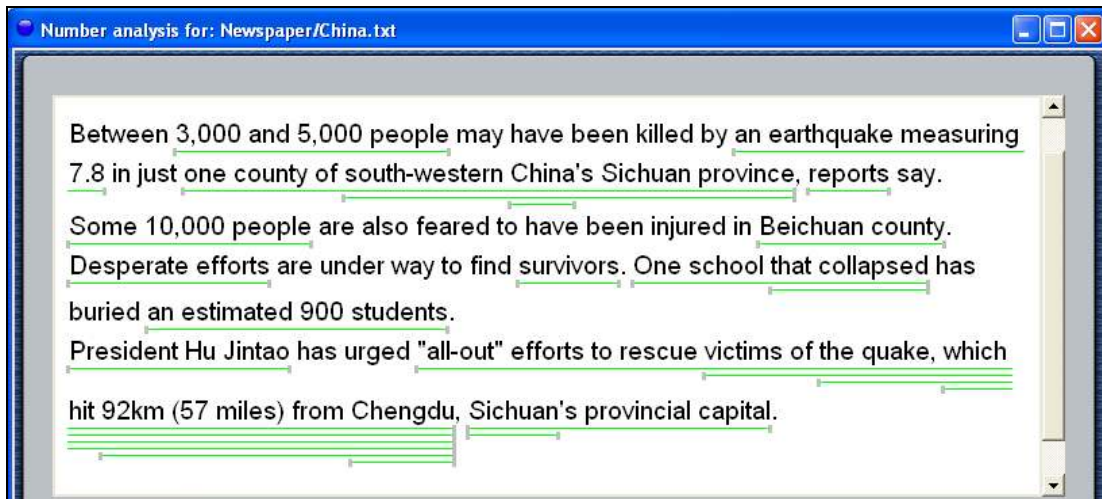 Number analysis for: Newspaper/China.txt
Between 3,000 and 5,000 people may have been killed by an earthquake measuring
7.8 in just one county of south-western China's Sichuan province, reports say.
Some 10,000 people are also feared to have been injured in Beichuan county.
Desperate efforts are under way to find survivors. One school that collapsed has
buried an estimated 900 students.
President Hu Jintao has urged "all-out" efforts to rescue victims of the quake, which
hit 92km (57 miles) from Chengdu, Sichuan's provincial capital.